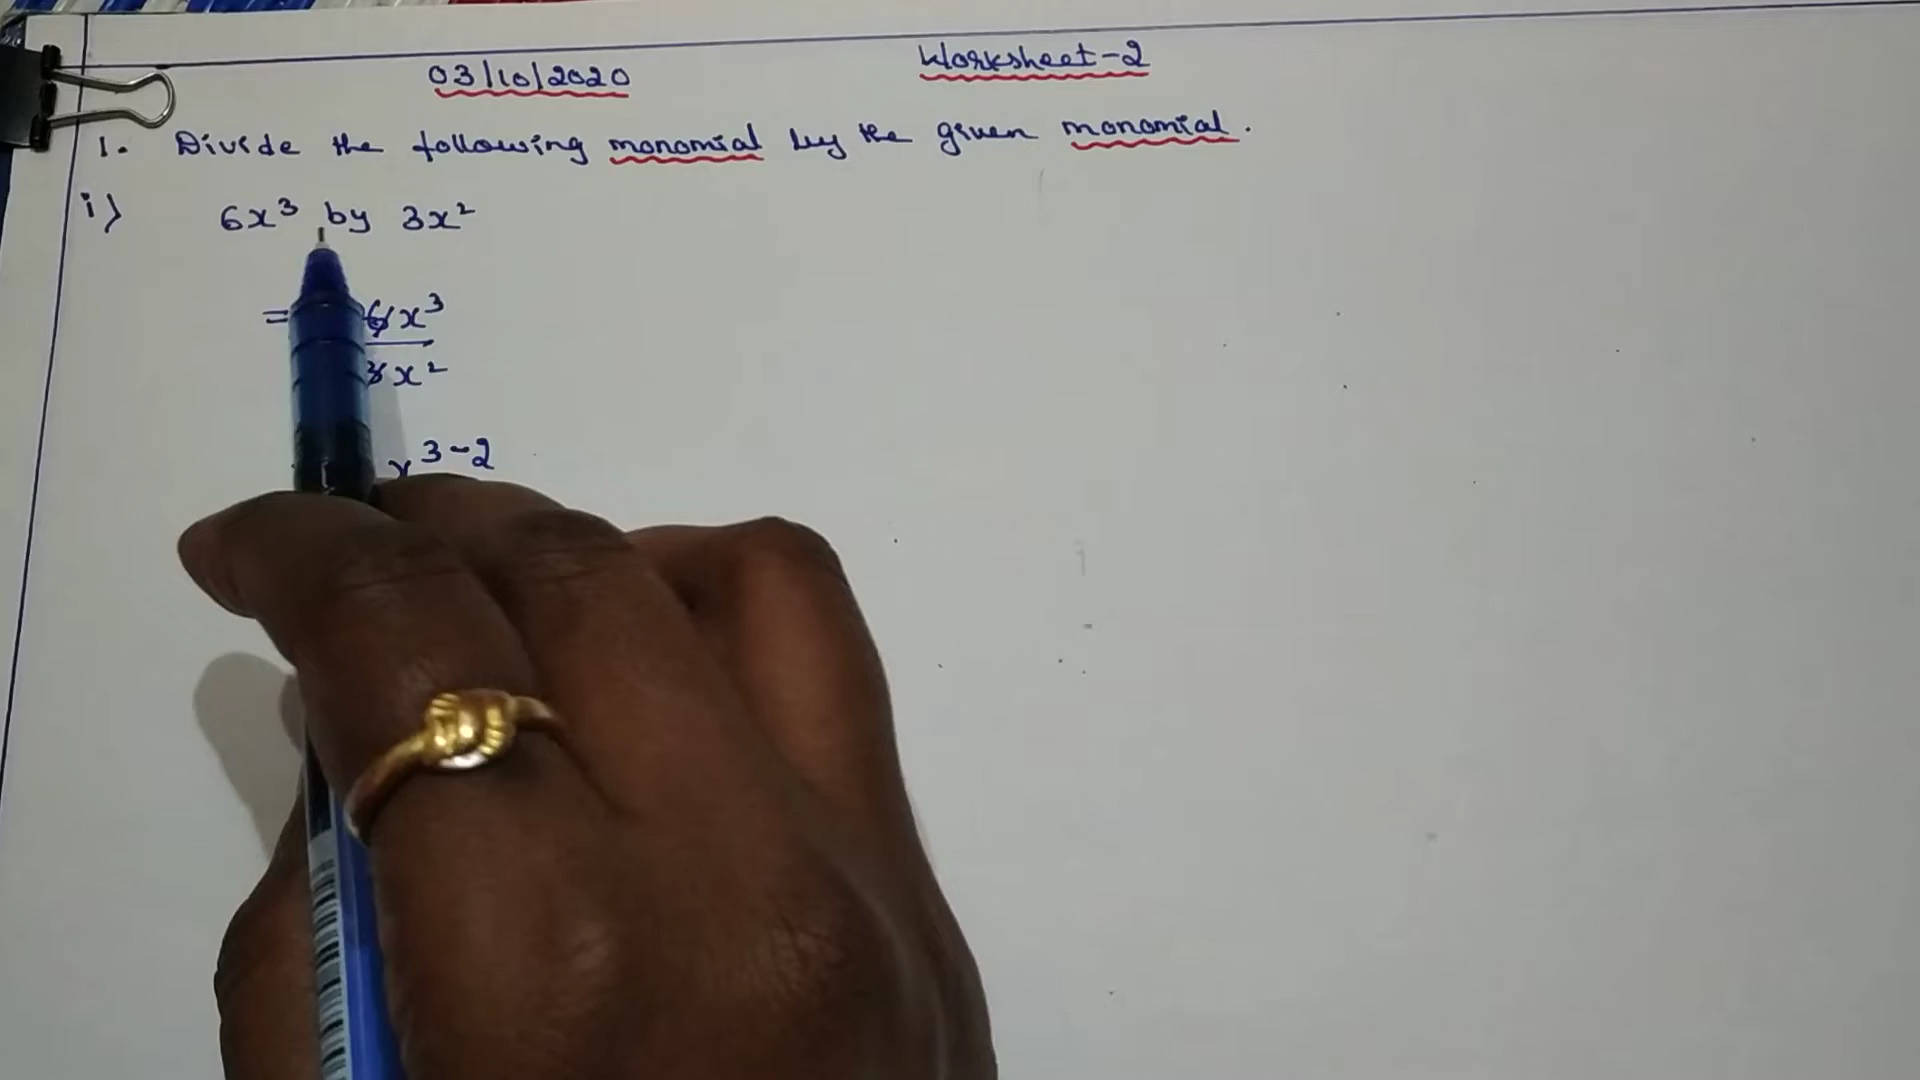 03/10/2020 Worksheet-2
1. Divide the following monomial by the given monomial.
i) 6x³ by 3x²
= 6x³
3x²
x³⁻²